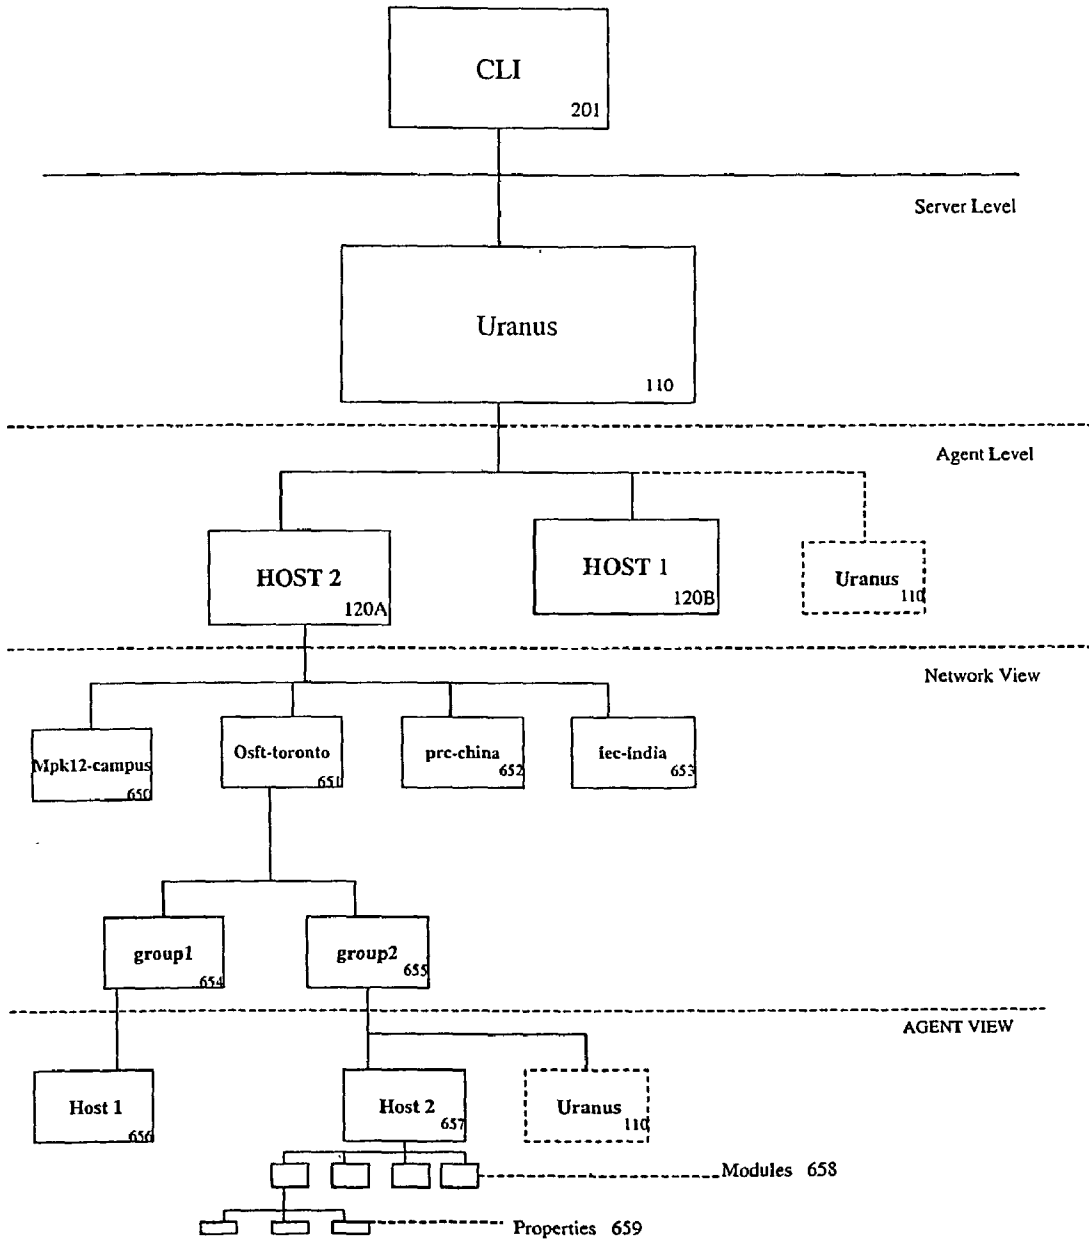 CLI
201
Server Level
Uranus
110
Agent Level
HOST 2
120A
HOST 1
120B
Uranus
110
Network View
Mpk12-campus
650
Osft-toronto
651
prc-china
652
iec-india
653
group1
654
group2
655
AGENT VIEW
Host 1
656
Host 2
657
Uranus
110
Modules 658
Properties 659